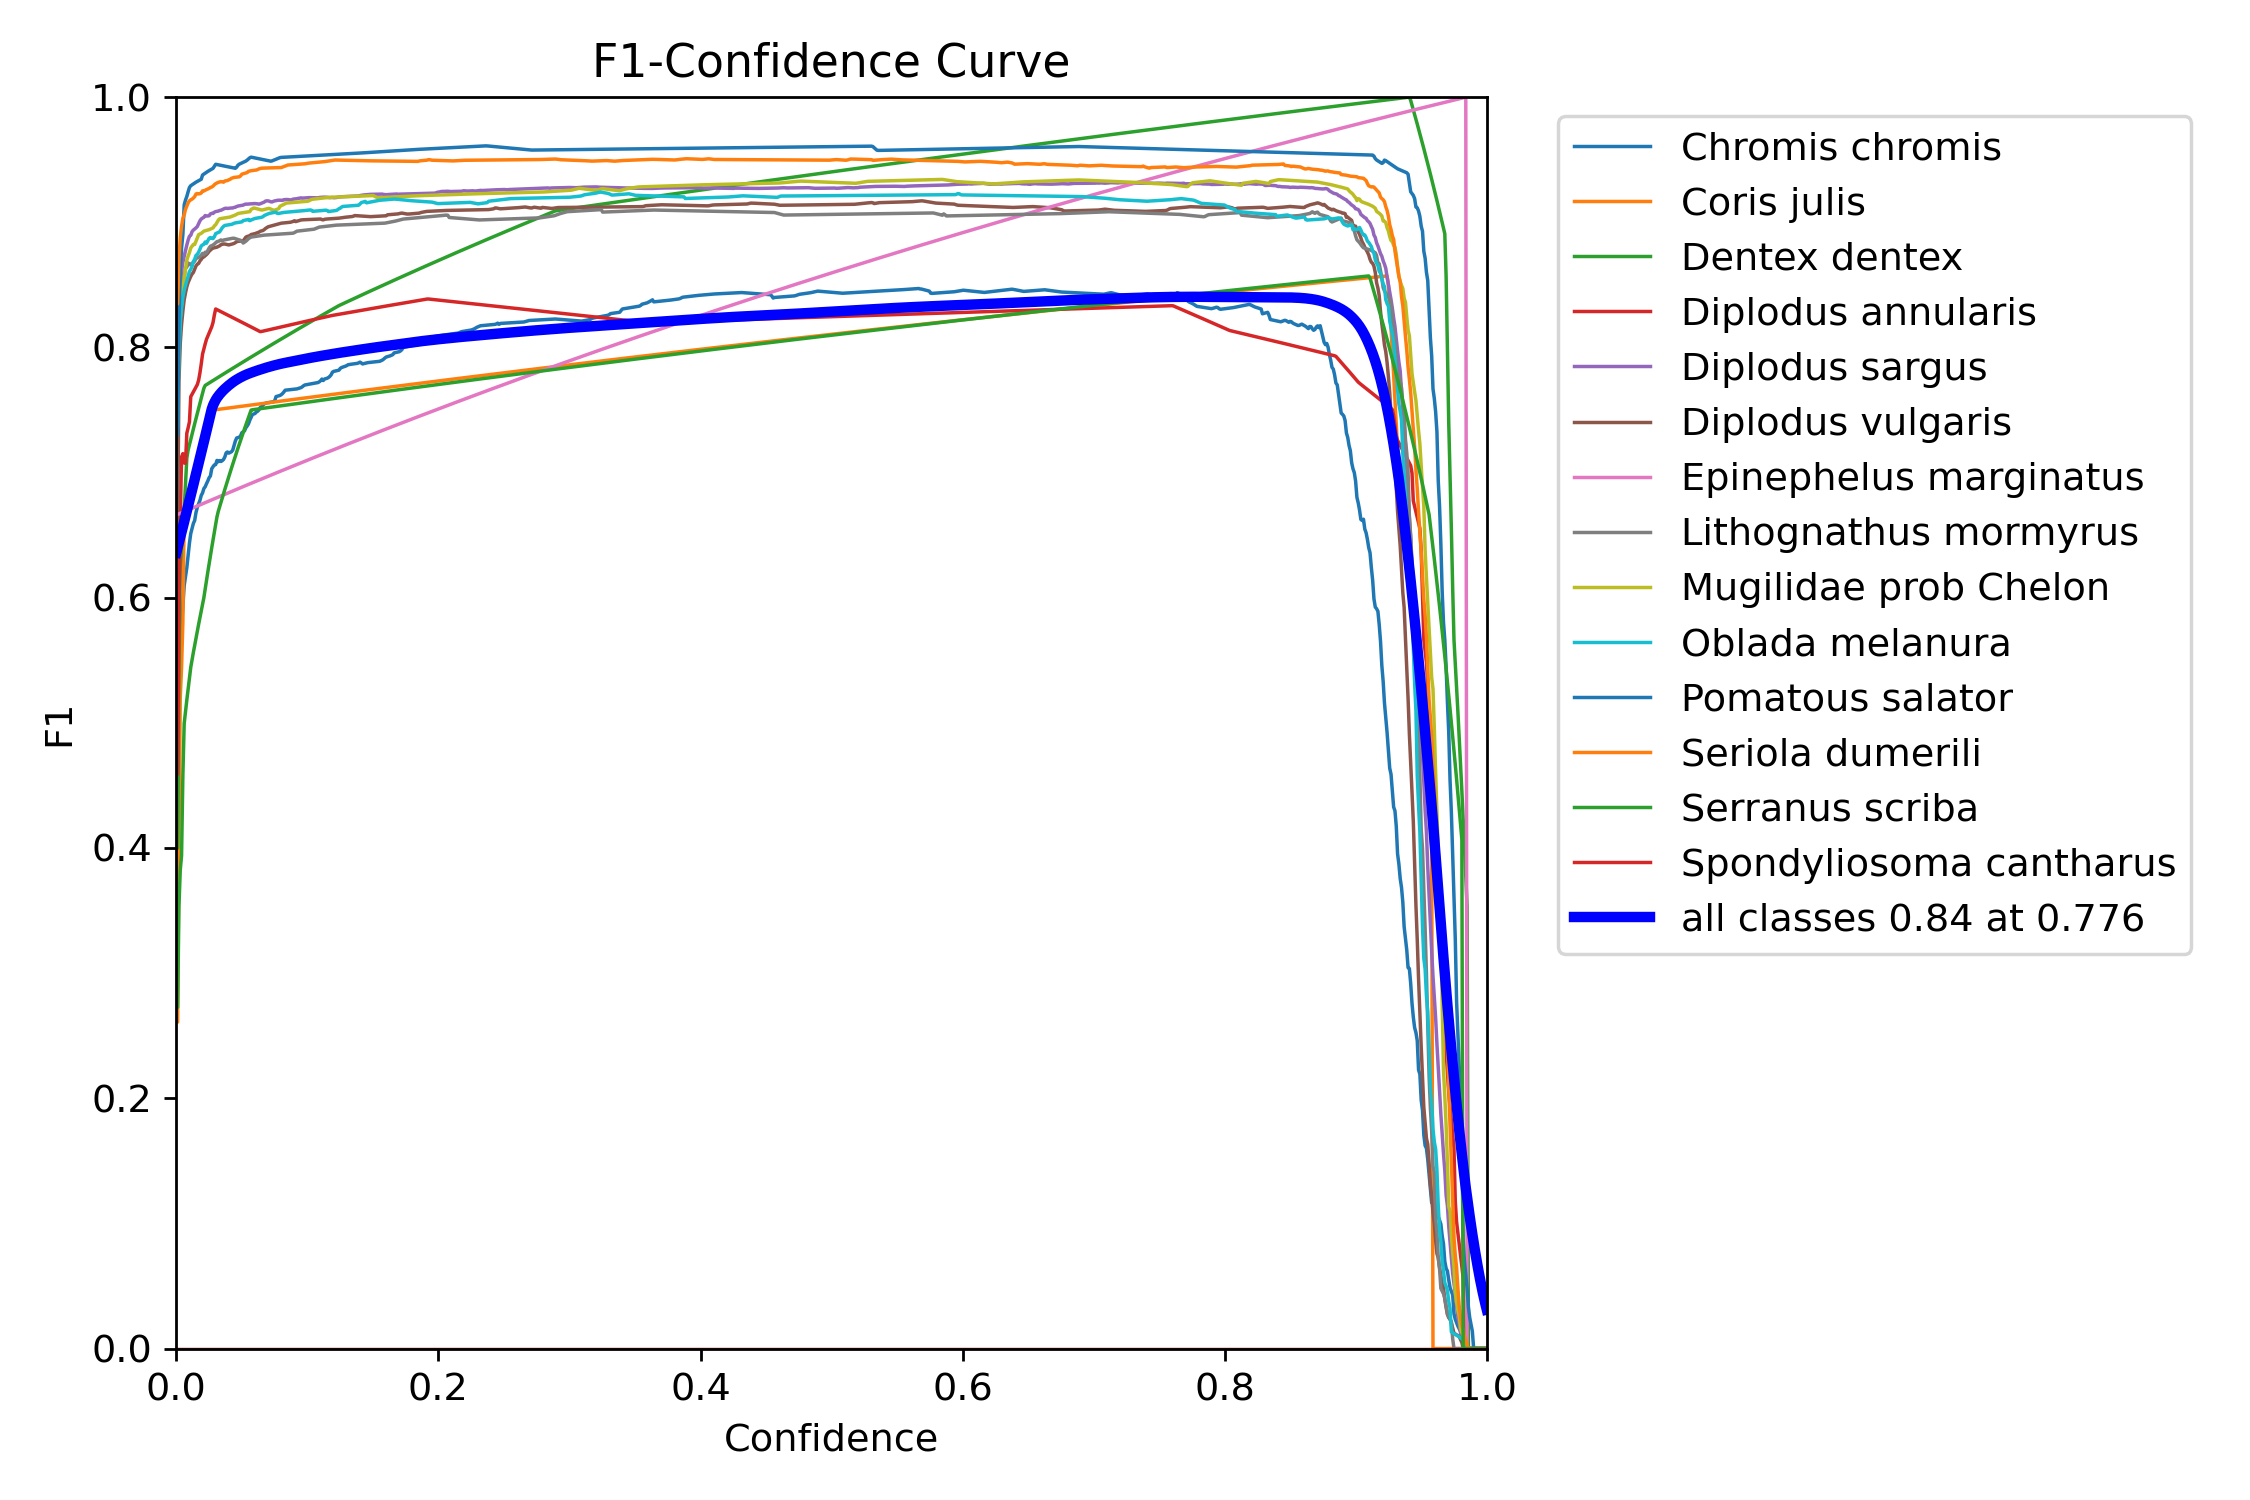 F1-Confidence Curve
1.0
0.8
0.6
0.4
0.2
0.0
F1
0.0 0.2 0.4 0.6 0.8 1.0
Confidence
Chromis chromis
Coris julis
Dentex dentex
Diplodus annularis
Diplodus sargus
Diplodus vulgaris
Epinephelus marginatus
Lithognathus mormyrus
Mugilidae prob Chelon
Oblada melanura
Pomatous salator
Seriola dumerili
Serranus scriba
Spondyliosoma cantharus
all classes 0.84 at 0.776